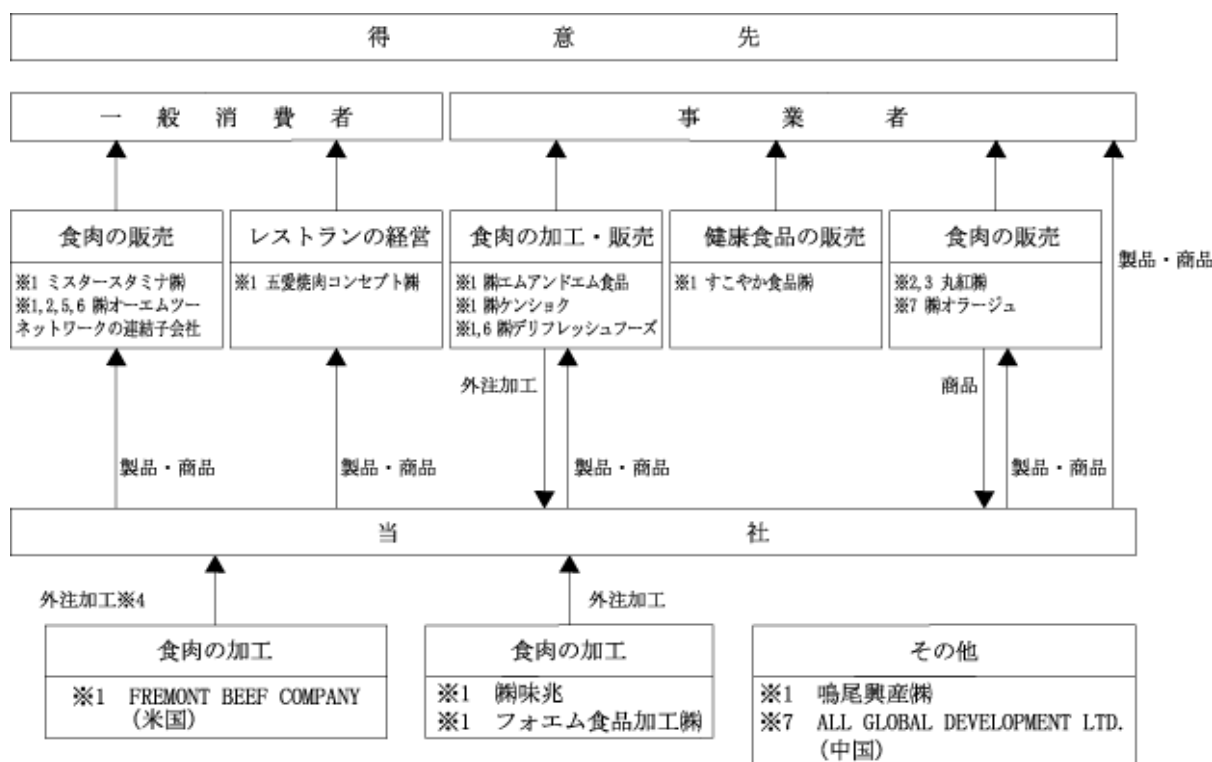 得意先
一般消費者
事業者
食肉の販売
※1 ミスタースタミナ㈱
※1,2,5,6 ㈱オーエムツー
ネットワークの連結子会社
レストランの経営
※1 五愛焼肉コンセプト㈱
食肉の加工・販売
※1 ㈱エムアンドエム食品
※1 ㈱ケンショク
※1,6 ㈱デリフレッシュフーズ
健康食品の販売
※1 すこやか食品㈱
食肉の販売
※2,3 丸紅㈱
※7 ㈱オラージュ
製品・商品
外注加工
商品
製品・商品
製品・商品
製品・商品
製品・商品
当社
外注加工※4
外注加工
食肉の加工
※1 FREMONT BEEF COMPANY
(米国)
食肉の加工
※1 ㈱味兆
※1 フォエム食品加工㈱
その他
※1 鳴尾興産㈱
※7 ALL GLOBAL DEVELOPMENT LTD.
(中国)